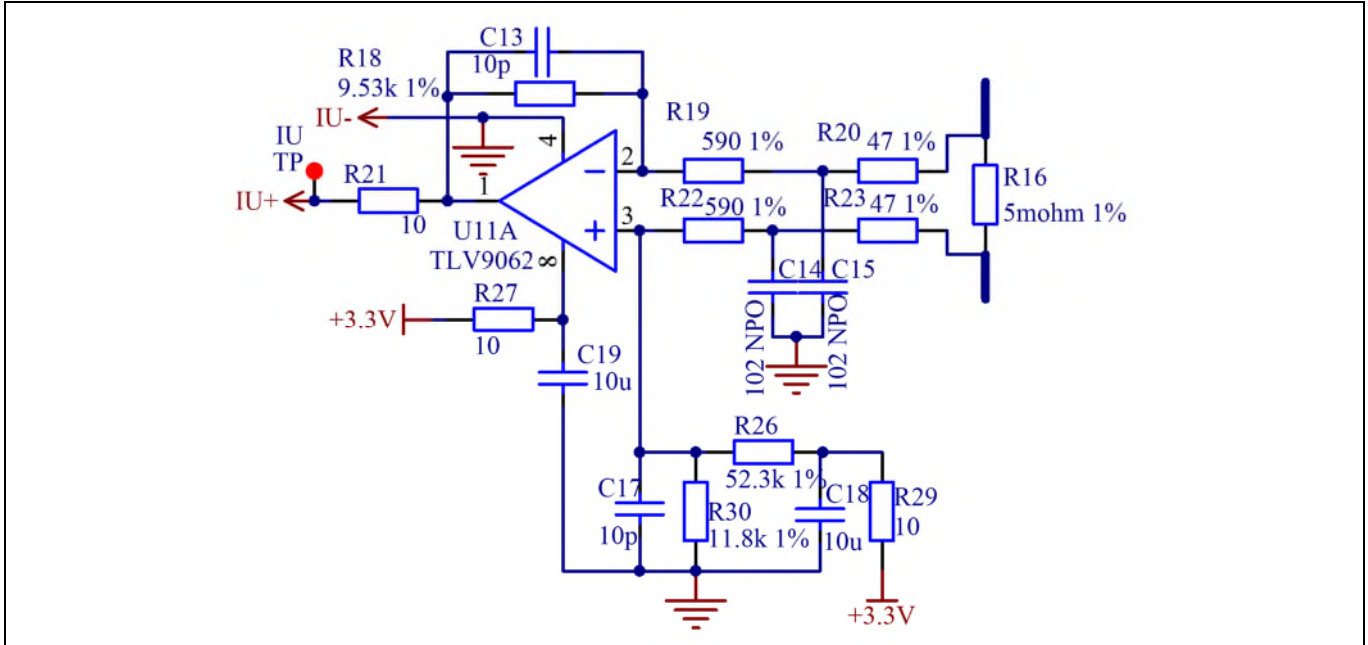 C13
10p
R18
9.53k 1%
IU-
IU
TP
IU+
R21
10
4
2
1
3
8
U11A
TLV9062
R19
590 1%
R20
47 1%
R22
590 1%
R23
47 1%
R16
5mohm 1%
C14
C15
102 NPO
102 NPO
R27
+3.3V
10
C19
10u
R26
52.3k 1%
C17
10p
R30
11.8k 1%
C18
10u
R29
10
+3.3V